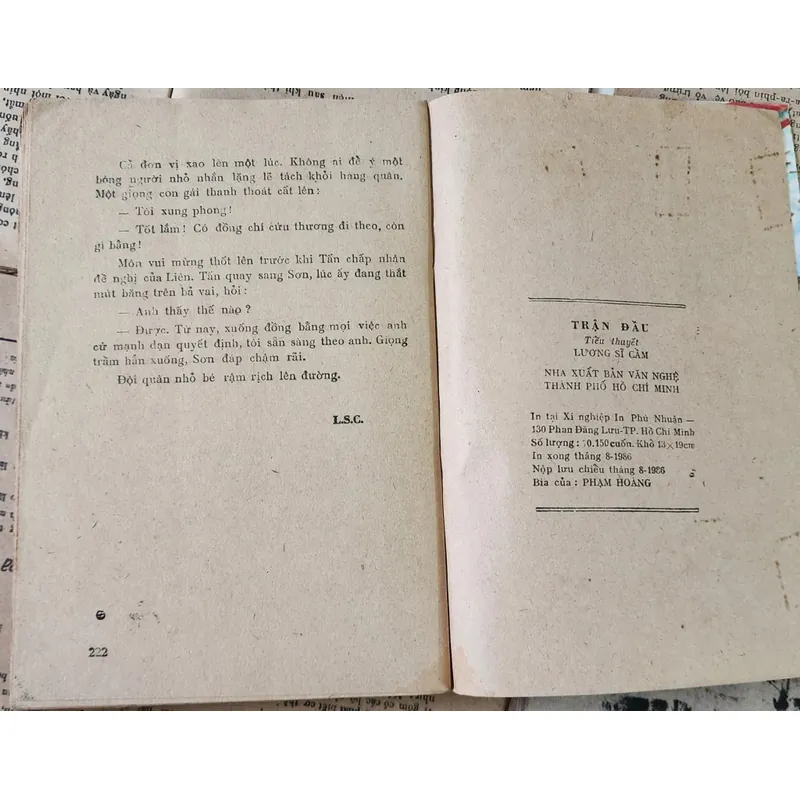 Cả đơn vị xao lên một lúc. Không ai để ý một
bóng người nhỏ nhắn lặng lẽ tách khỏi hàng quân.
Một giọng con gái thanh thoát cất lên:
— Tôi xung phong!
— Tốt lắm! Có đồng chí cứu thương đi theo, còn
gì bằng!
Môn vui mừng thốt lên trước khi Tấn chấp nhận
đề nghị của Liên. Tấn quay sang Sơn, lúc ấy đang thắt
nút băng trên bả vai, hỏi:
— Anh thấy thế nào?
— Được. Từ nay, xuống đồng bằng mọi việc anh
cứ mạnh dạn quyết định, tôi sẵn sàng theo anh. Giọng
trầm hẳn xuống, Sơn đáp chậm rãi.
Đội quân nhỏ bé rậm rịch lên đường.
L.S.C.
222
TRẬN ĐẦU
Tiểu thuyết
LƯƠNG SĨ CẦM
NHÀ XUẤT BẢN VĂN NGHỆ
THÀNH PHỐ HỒ CHÍ MINH
In tại Xí nghiệp In Phú Nhuận —
130 Phan Đăng Lưu-TP. Hồ Chí Minh
Số lượng: 10.150 cuốn. Khổ 13×19cm
In xong tháng 8-1986
Nộp lưu chiểu tháng 8-1986
Bìa của: PHẠM HOÀNG